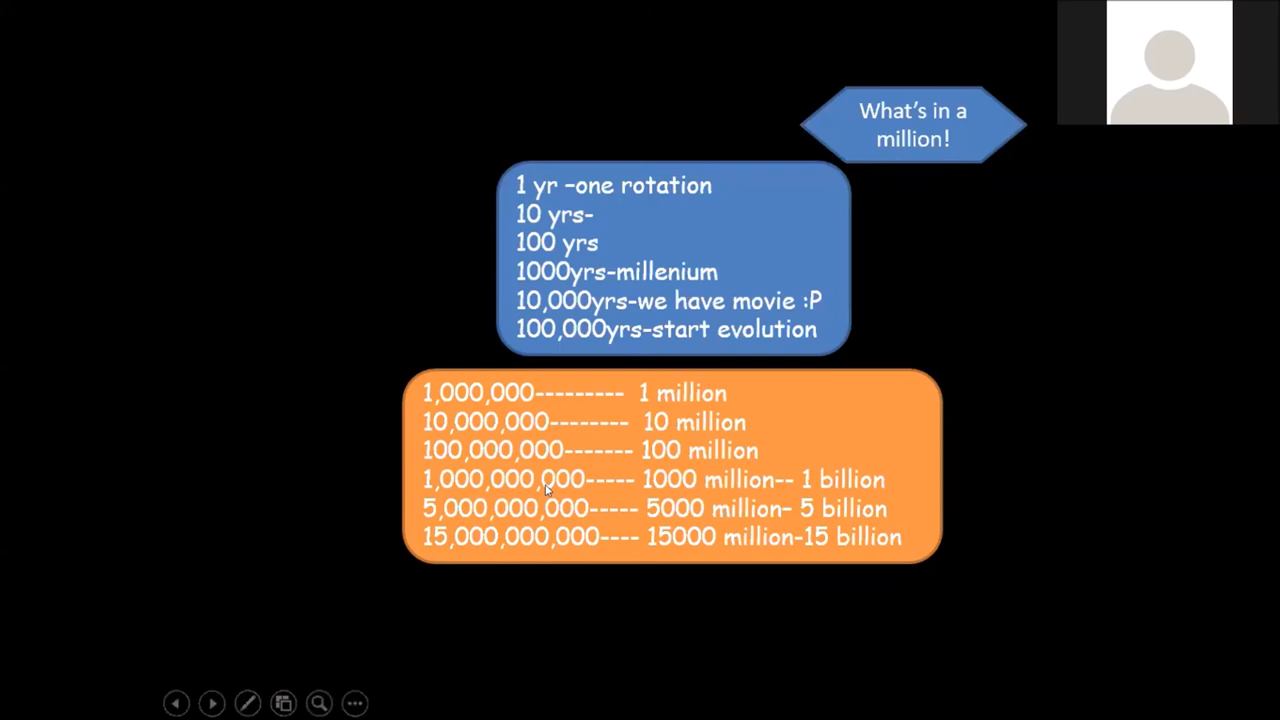 What's in a
million!
1 yr –one rotation
10 yrs-
100 yrs
1000yrs-millenium
10,000yrs-we have movie :P
100,000yrs-start evolution
1,000,000--------- 1 million
10,000,000-------- 10 million
100,000,000------- 100 million
1,000,000,000----- 1000 million-- 1 billion
5,000,000,000----- 5000 million– 5 billion
15,000,000,000---- 15000 million-15 billion